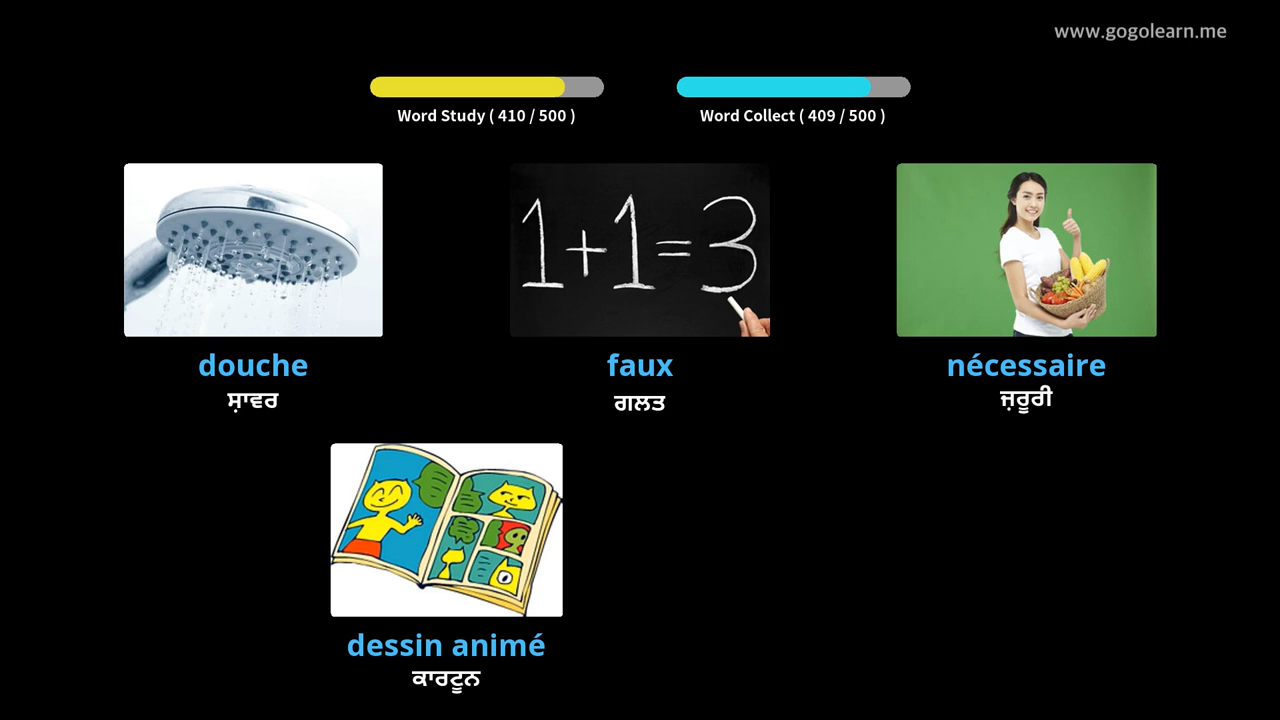 www.gogolearn.me
Word Study ( 410 / 500 )
Word Collect ( 409 / 500 )
1+1=3
douche
ਸ਼ਾਵਰ
faux
ਗਲਤ
nécessaire
ਜ਼ਰੂਰੀ
dessin animé
ਕਾਰਟੂਨ